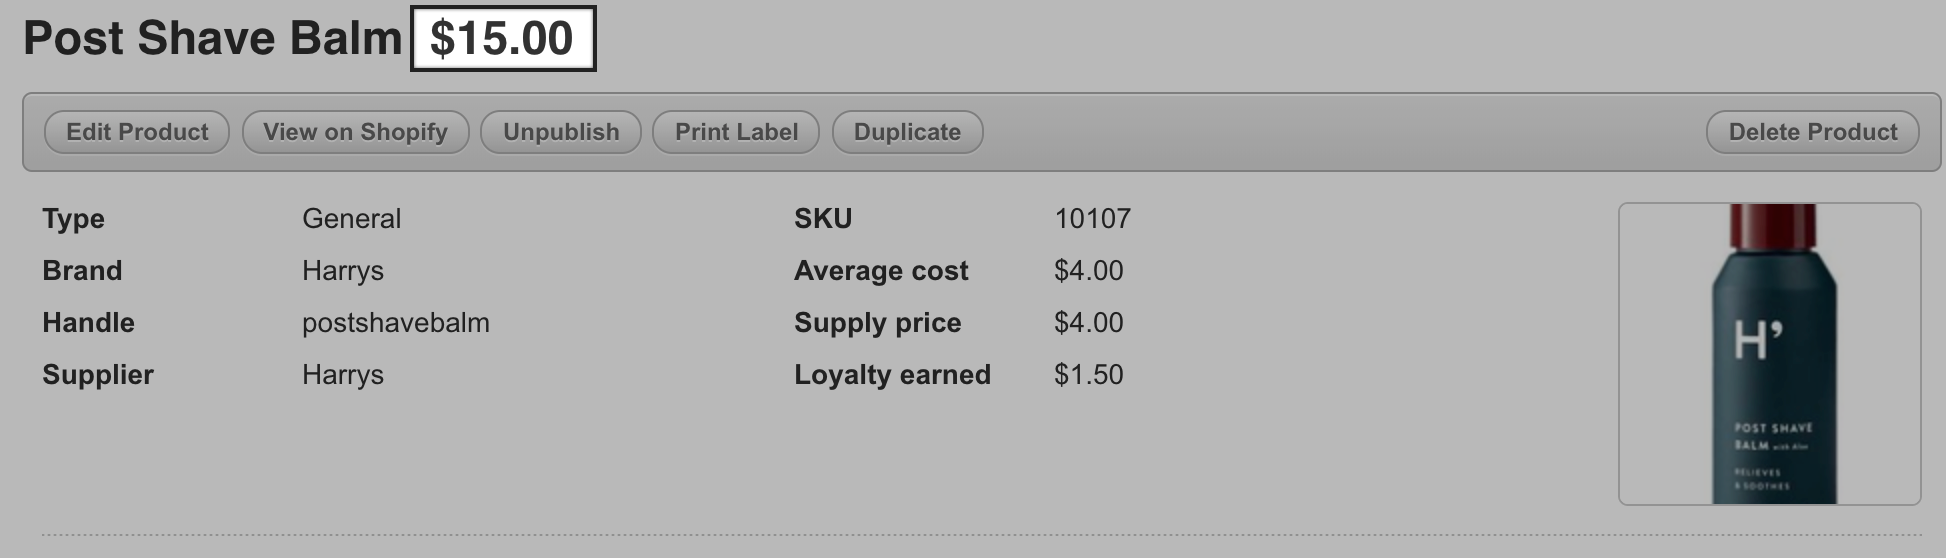 Post Shave Balm $15.00
Edit Product View on Shopify Unpublish Print Label Duplicate Delete Product
Type General SKU 10107
Brand Harrys Average cost $4.00
Handle postshavebalm Supply price $4.00
Supplier Harrys Loyalty earned $1.50
H’
POST SHAVE
BALM with Aloe
RELIEVES
& SOOTHES